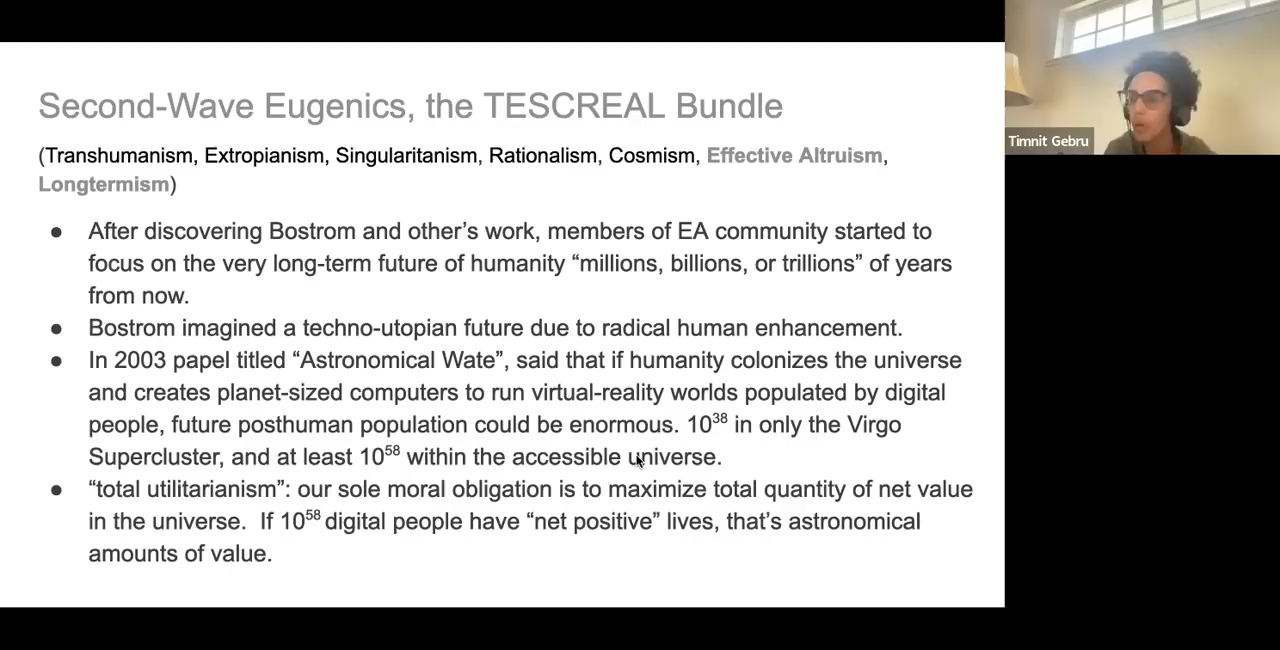 Second-Wave Eugenics, the TESCREAL Bundle
(Transhumanism, Extropianism, Singularitanism, Rationalism, Cosmism, Effective Altruism,
Longtermism)
● After discovering Bostrom and other’s work, members of EA community started to
focus on the very long-term future of humanity “millions, billions, or trillions” of years
from now.
● Bostrom imagined a techno-utopian future due to radical human enhancement.
● In 2003 papel titled “Astronomical Wate”, said that if humanity colonizes the universe
and creates planet-sized computers to run virtual-reality worlds populated by digital
people, future posthuman population could be enormous. 10³⁸ in only the Virgo
Supercluster, and at least 10⁵⁸ within the accessible universe.
● “total utilitarianism”: our sole moral obligation is to maximize total quantity of net value
in the universe. If 10⁵⁸ digital people have “net positive” lives, that’s astronomical
amounts of value.
Timnit Gebru